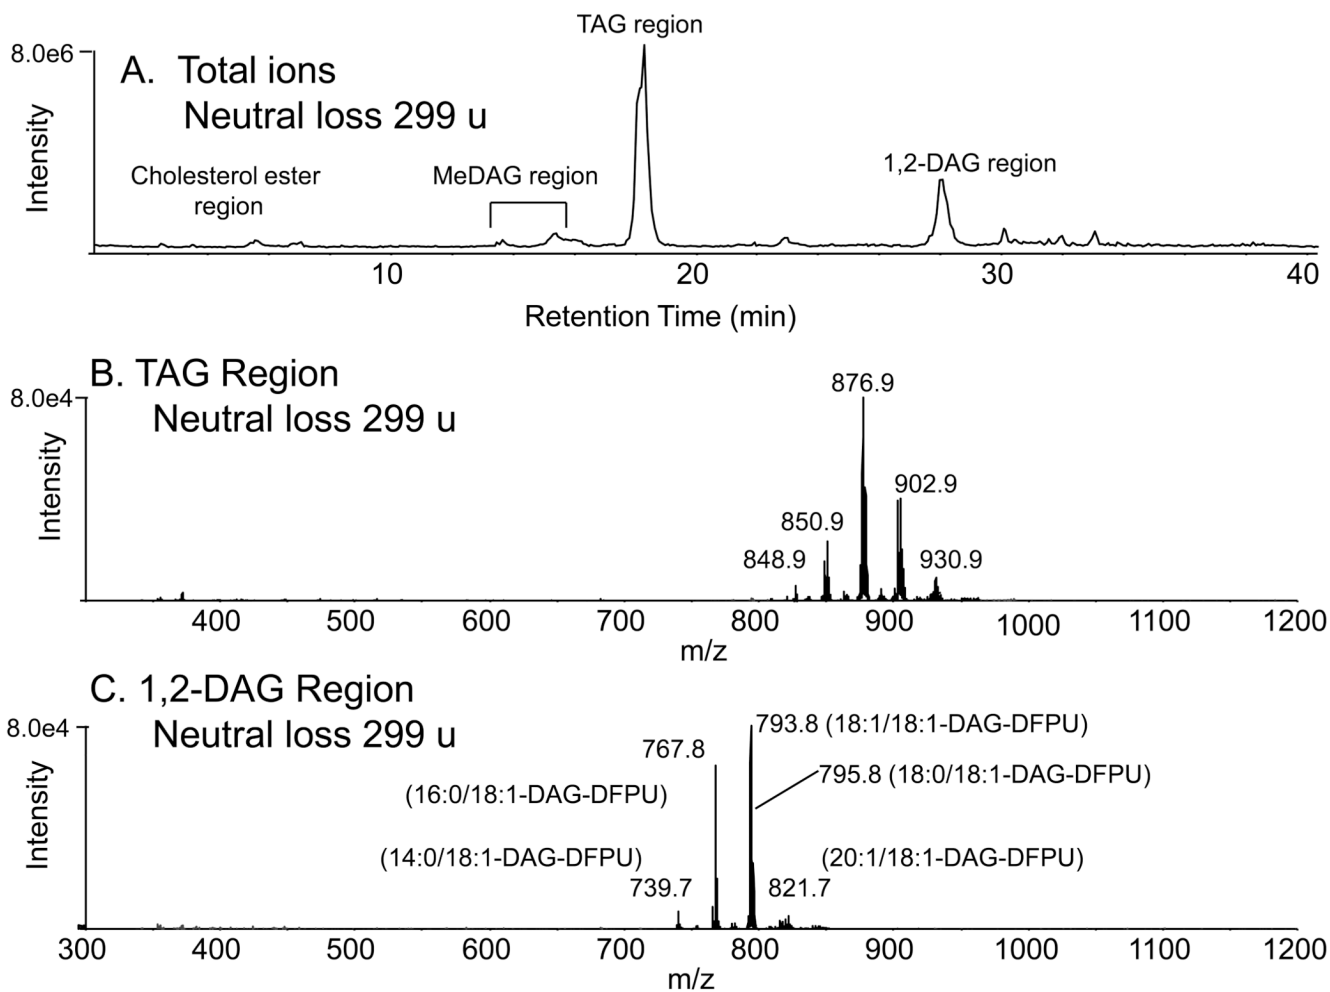 TAG region
8.0e6
A. Total ions
Neutral loss 299 u
Intensity
Cholesterol ester
region
MeDAG region
1,2-DAG region
10
20
30
40
Retention Time (min)
B. TAG Region
Neutral loss 299 u
8.0e4
Intensity
876.9
902.9
850.9
848.9
930.9
400
500
600
700
800
900
1000
1100
1200
m/z
C. 1,2-DAG Region
Neutral loss 299 u
8.0e4
Intensity
793.8 (18:1/18:1-DAG-DFPU)
767.8
795.8 (18:0/18:1-DAG-DFPU)
(16:0/18:1-DAG-DFPU)
(14:0/18:1-DAG-DFPU)
(20:1/18:1-DAG-DFPU)
739.7
821.7
300
400
500
600
700
800
900
1000
1100
1200
m/z